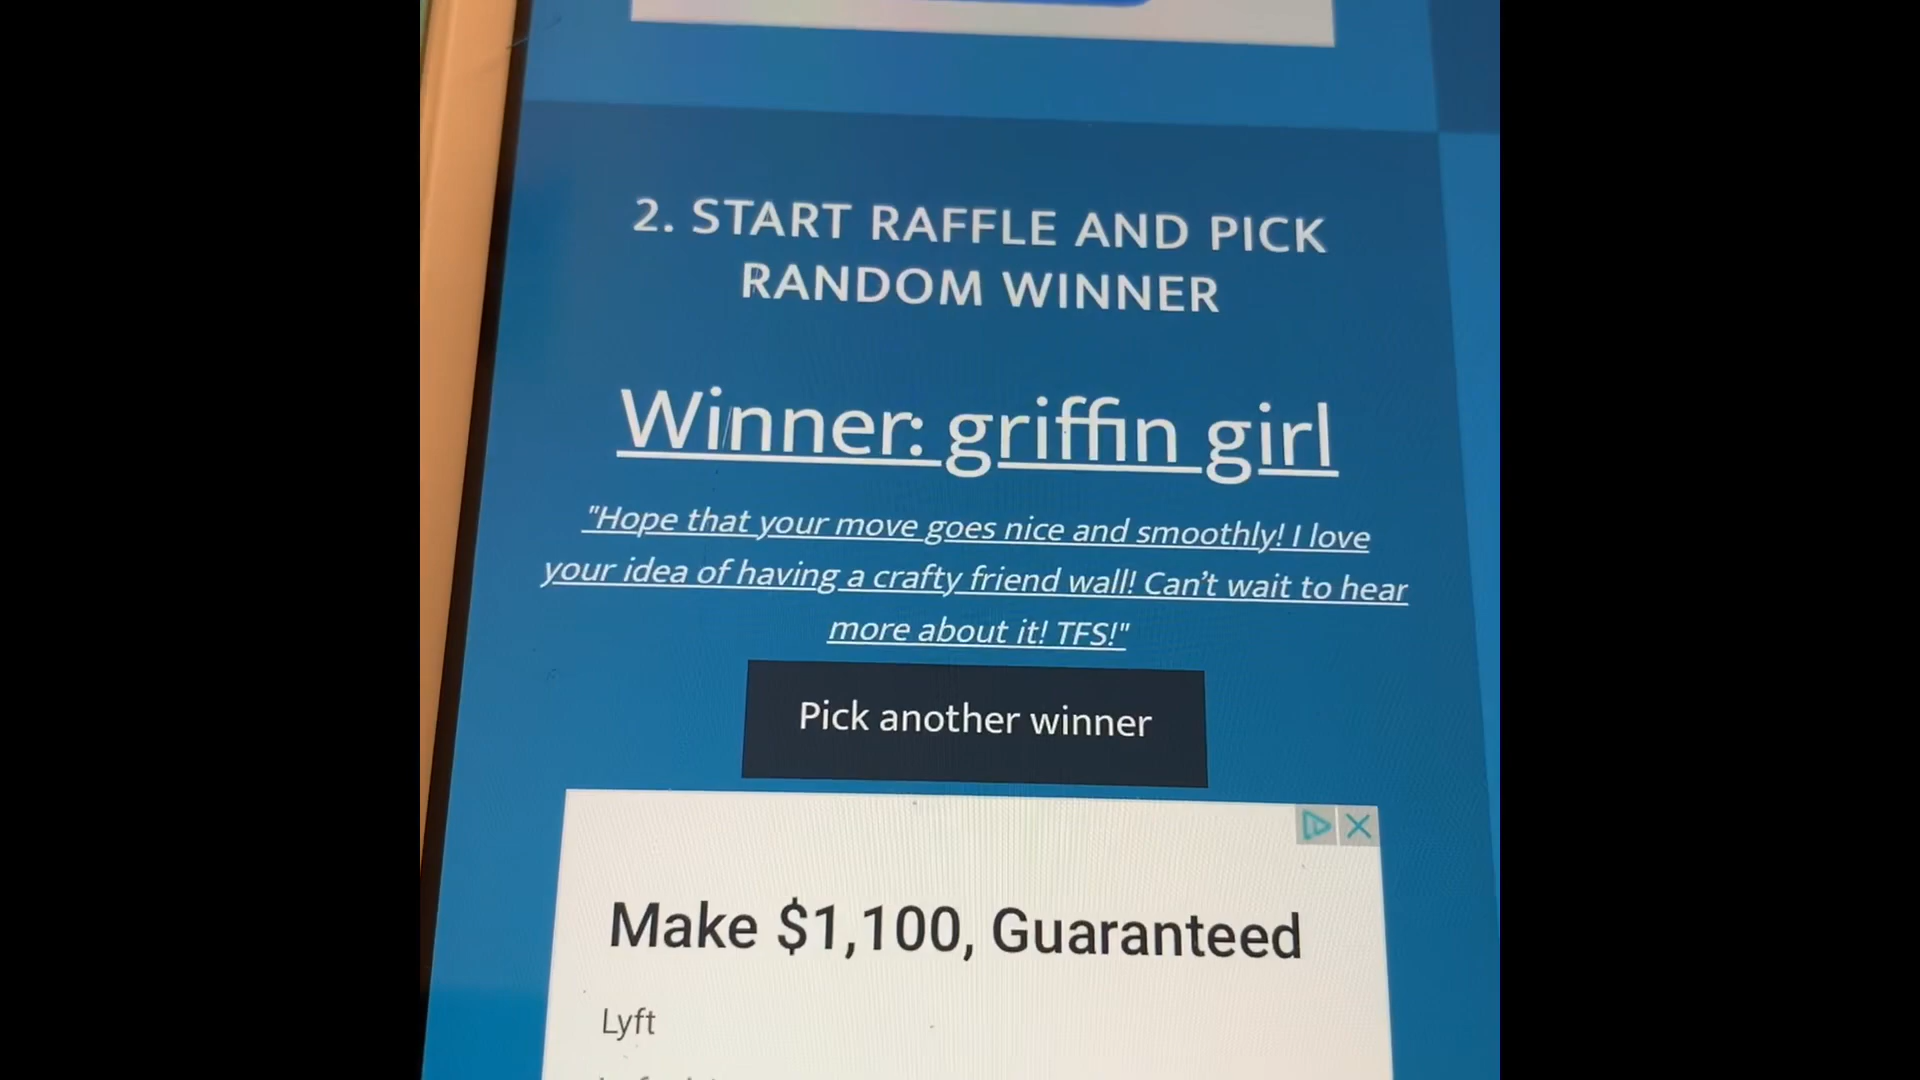 2. START RAFFLE AND PICK
RANDOM WINNER
Winner: griffin girl
"Hope that your move goes nice and smoothly! I love
your idea of having a crafty friend wall! Can't wait to hear
more about it! TFS!"
Pick another winner
Make $1,100, Guaranteed
Lyft